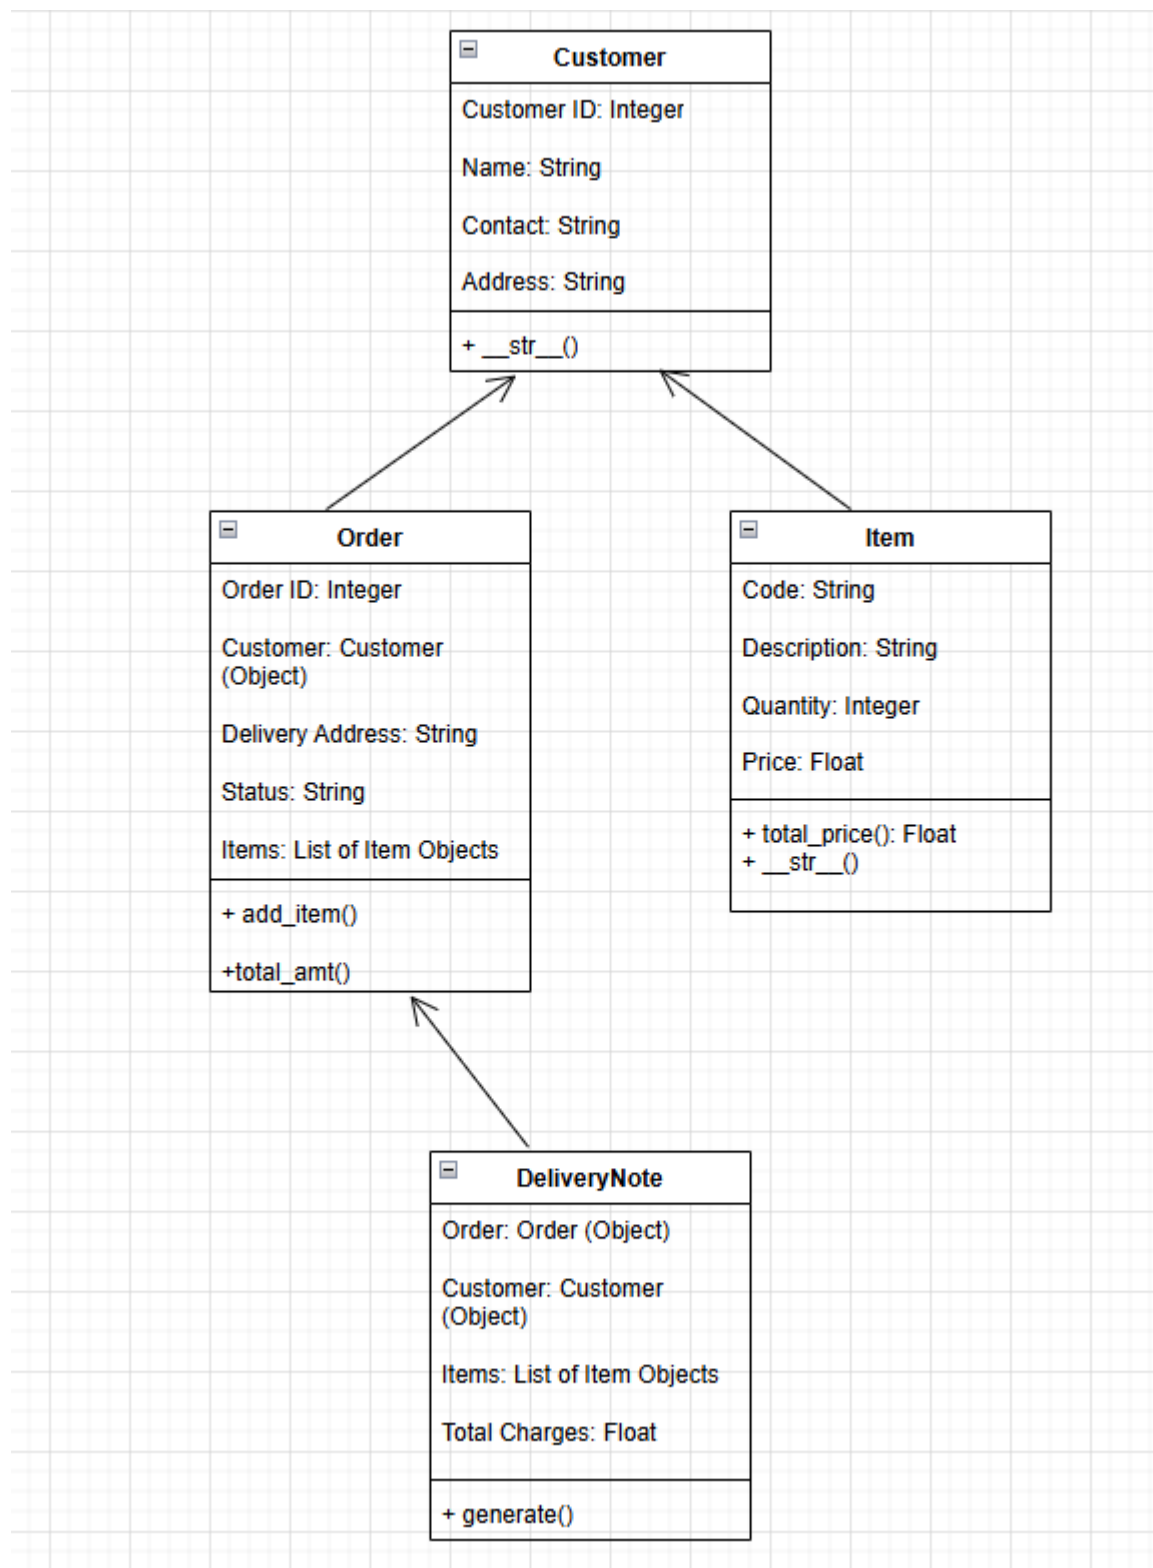 Customer
Customer ID: Integer
Name: String
Contact: String
Address: String
+ __str__()
Order
Order ID: Integer
Customer: Customer
(Object)
Delivery Address: String
Status: String
Items: List of Item Objects
+ add_item()
+total_amt()
Item
Code: String
Description: String
Quantity: Integer
Price: Float
+ total_price(): Float
+ __str__()
DeliveryNote
Order: Order (Object)
Customer: Customer
(Object)
Items: List of Item Objects
Total Charges: Float
+ generate()